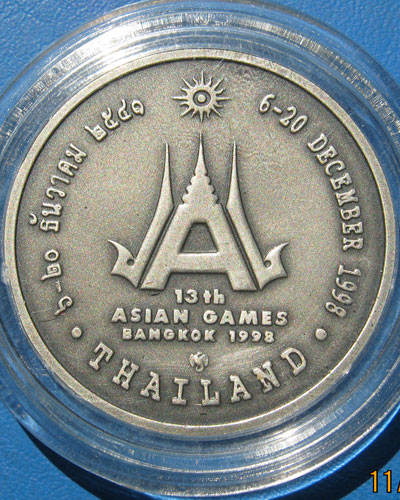 ๖-๒๐ ธันวาคม ๒๕๔๑
6-20 DECEMBER 1998
13th
ASIAN GAMES
BANGKOK 1998
• THAILAND •
11/